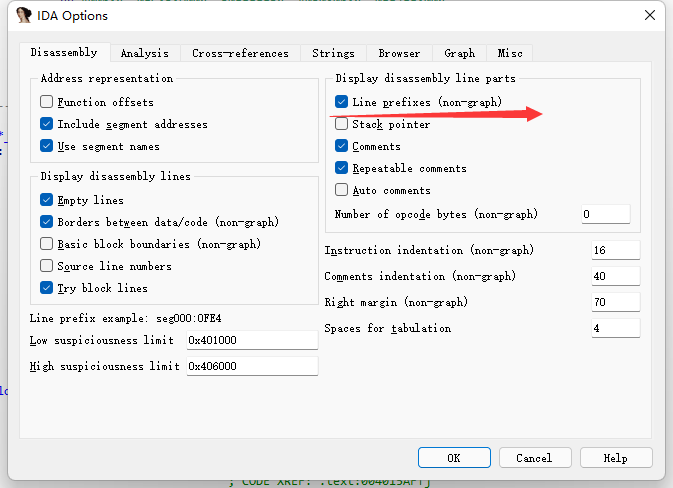 IDA Options
Disassembly Analysis Cross-references Strings Browser Graph Misc
Address representation
Function offsets
Include segment addresses
Use segment names
Display disassembly lines
Empty lines
Borders between data/code (non-graph)
Basic block boundaries (non-graph)
Source line numbers
Try block lines
Line prefix example: seg000:0FE4
Low suspiciousness limit 0x401000
High suspiciousness limit 0x406000
Display disassembly line parts
Line prefixes (non-graph)
Stack pointer
Comments
Repeatable comments
Auto comments
Number of opcode bytes (non-graph) 0
Instruction indentation (non-graph) 16
Comments indentation (non-graph) 40
Right margin (non-graph) 70
Spaces for tabulation 4
OK Cancel Help
; CODE XREF: .text:004015AF↑j